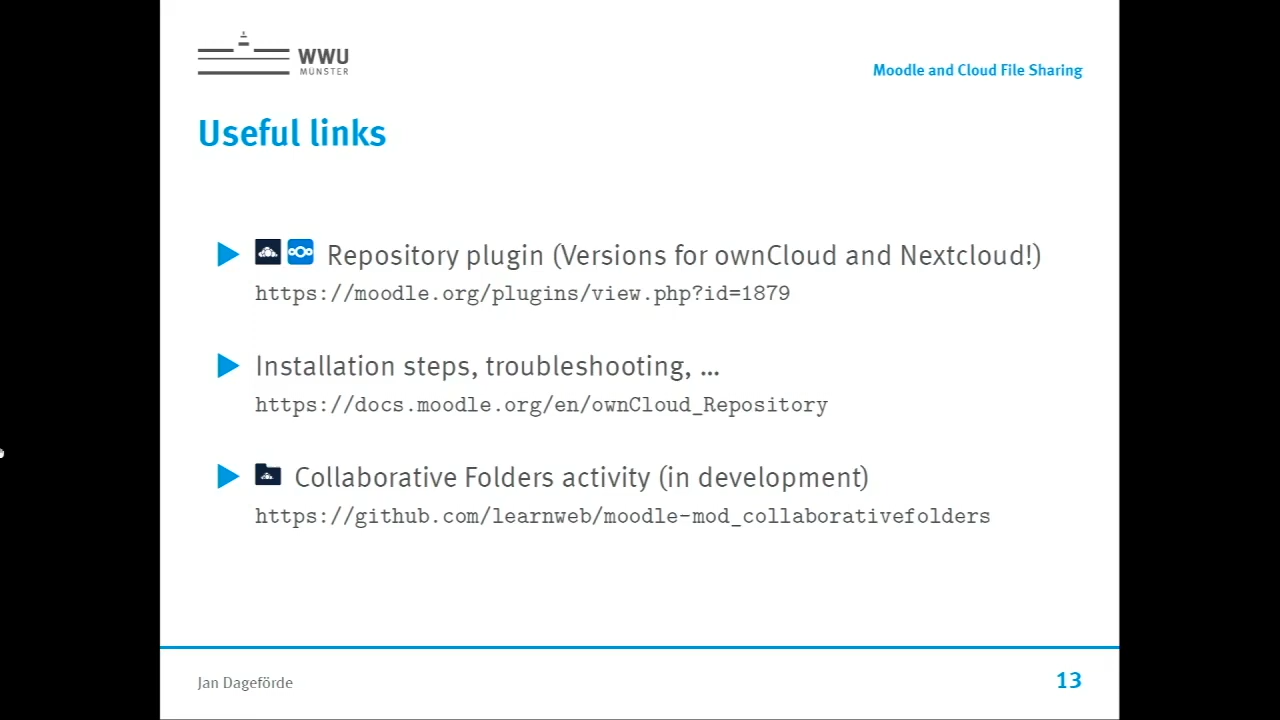 WWU
MÜNSTER
Moodle and Cloud File Sharing
Useful links
Repository plugin (Versions for ownCloud and Nextcloud!)
https://moodle.org/plugins/view.php?id=1879
Installation steps, troubleshooting, ...
https://docs.moodle.org/en/ownCloud_Repository
Collaborative Folders activity (in development)
https://github.com/learnweb/moodle-mod_collaborativefolders
Jan Dageförde
13